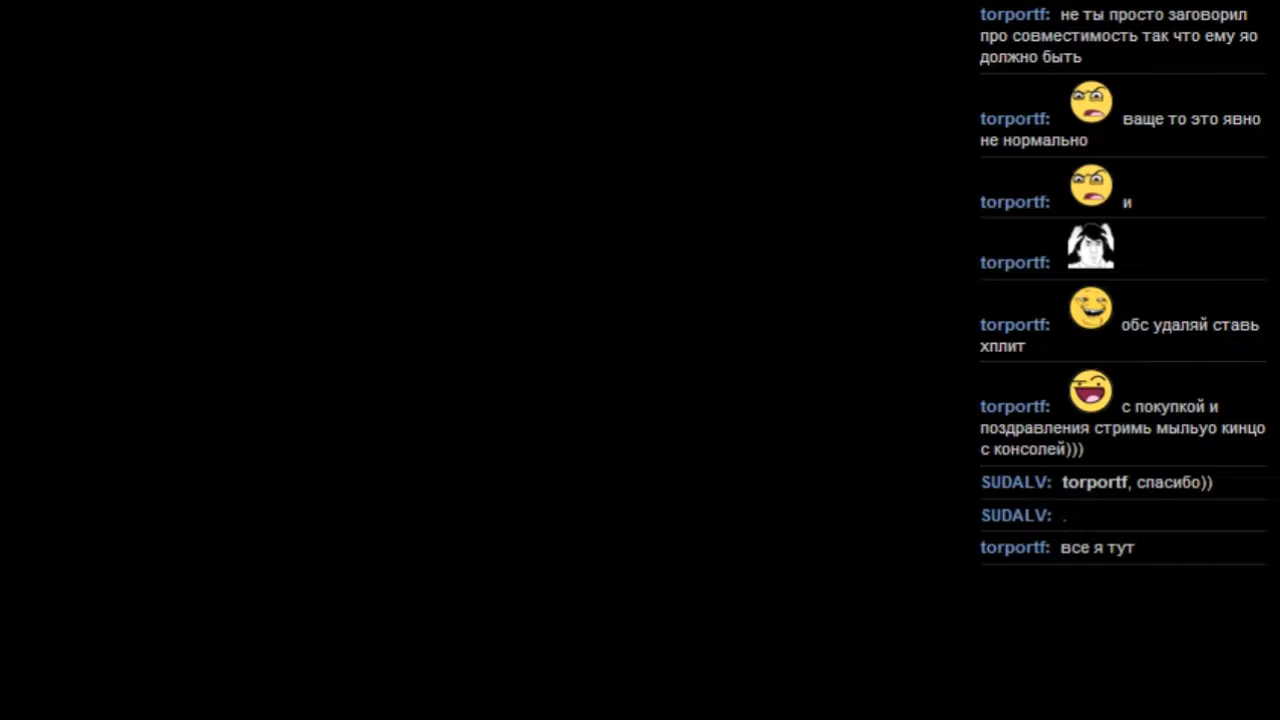 torportf: не ты просто заговорил
про совместимость так что ему яо
должно быть
torportf: ваще то это явно
не нормально
torportf: и
torportf:
torportf: обс удаляй ставь
хплит
torportf: с покупкой и
поздравления стримь мыльуо кинцо
с консолей)))
SUDALV: torportf, спасибо))
SUDALV: .
torportf: все я тут